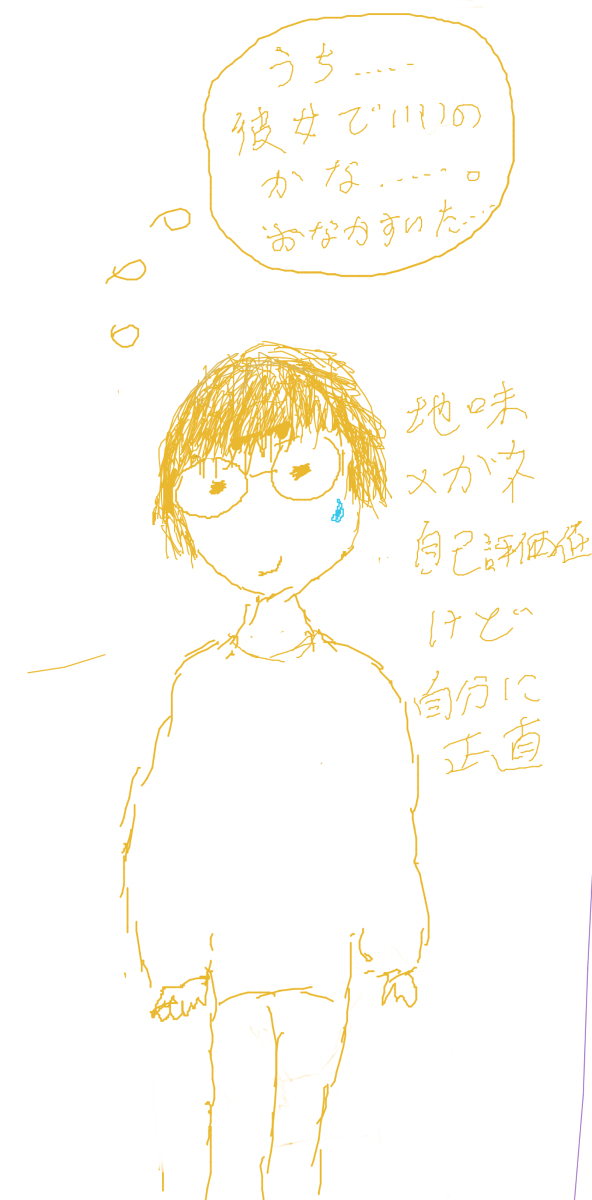 うち.....
彼女でいいの
かな......。
おなかすいた...
地味
メガネ
自己評価低
けど
自分に
正直